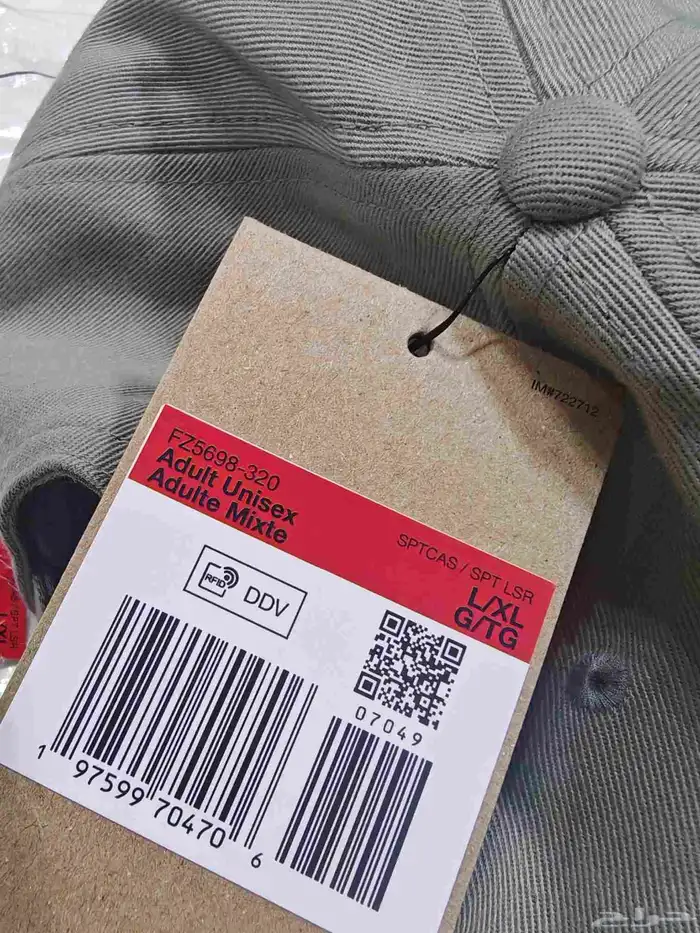 IM#722712
FZ5698-320
Adult Unisex
Adulte Mixte
SPTCAS / SPT LSR
L/XL
G/TG
RFID DDV
07049
1 97599 70470 6
حراج